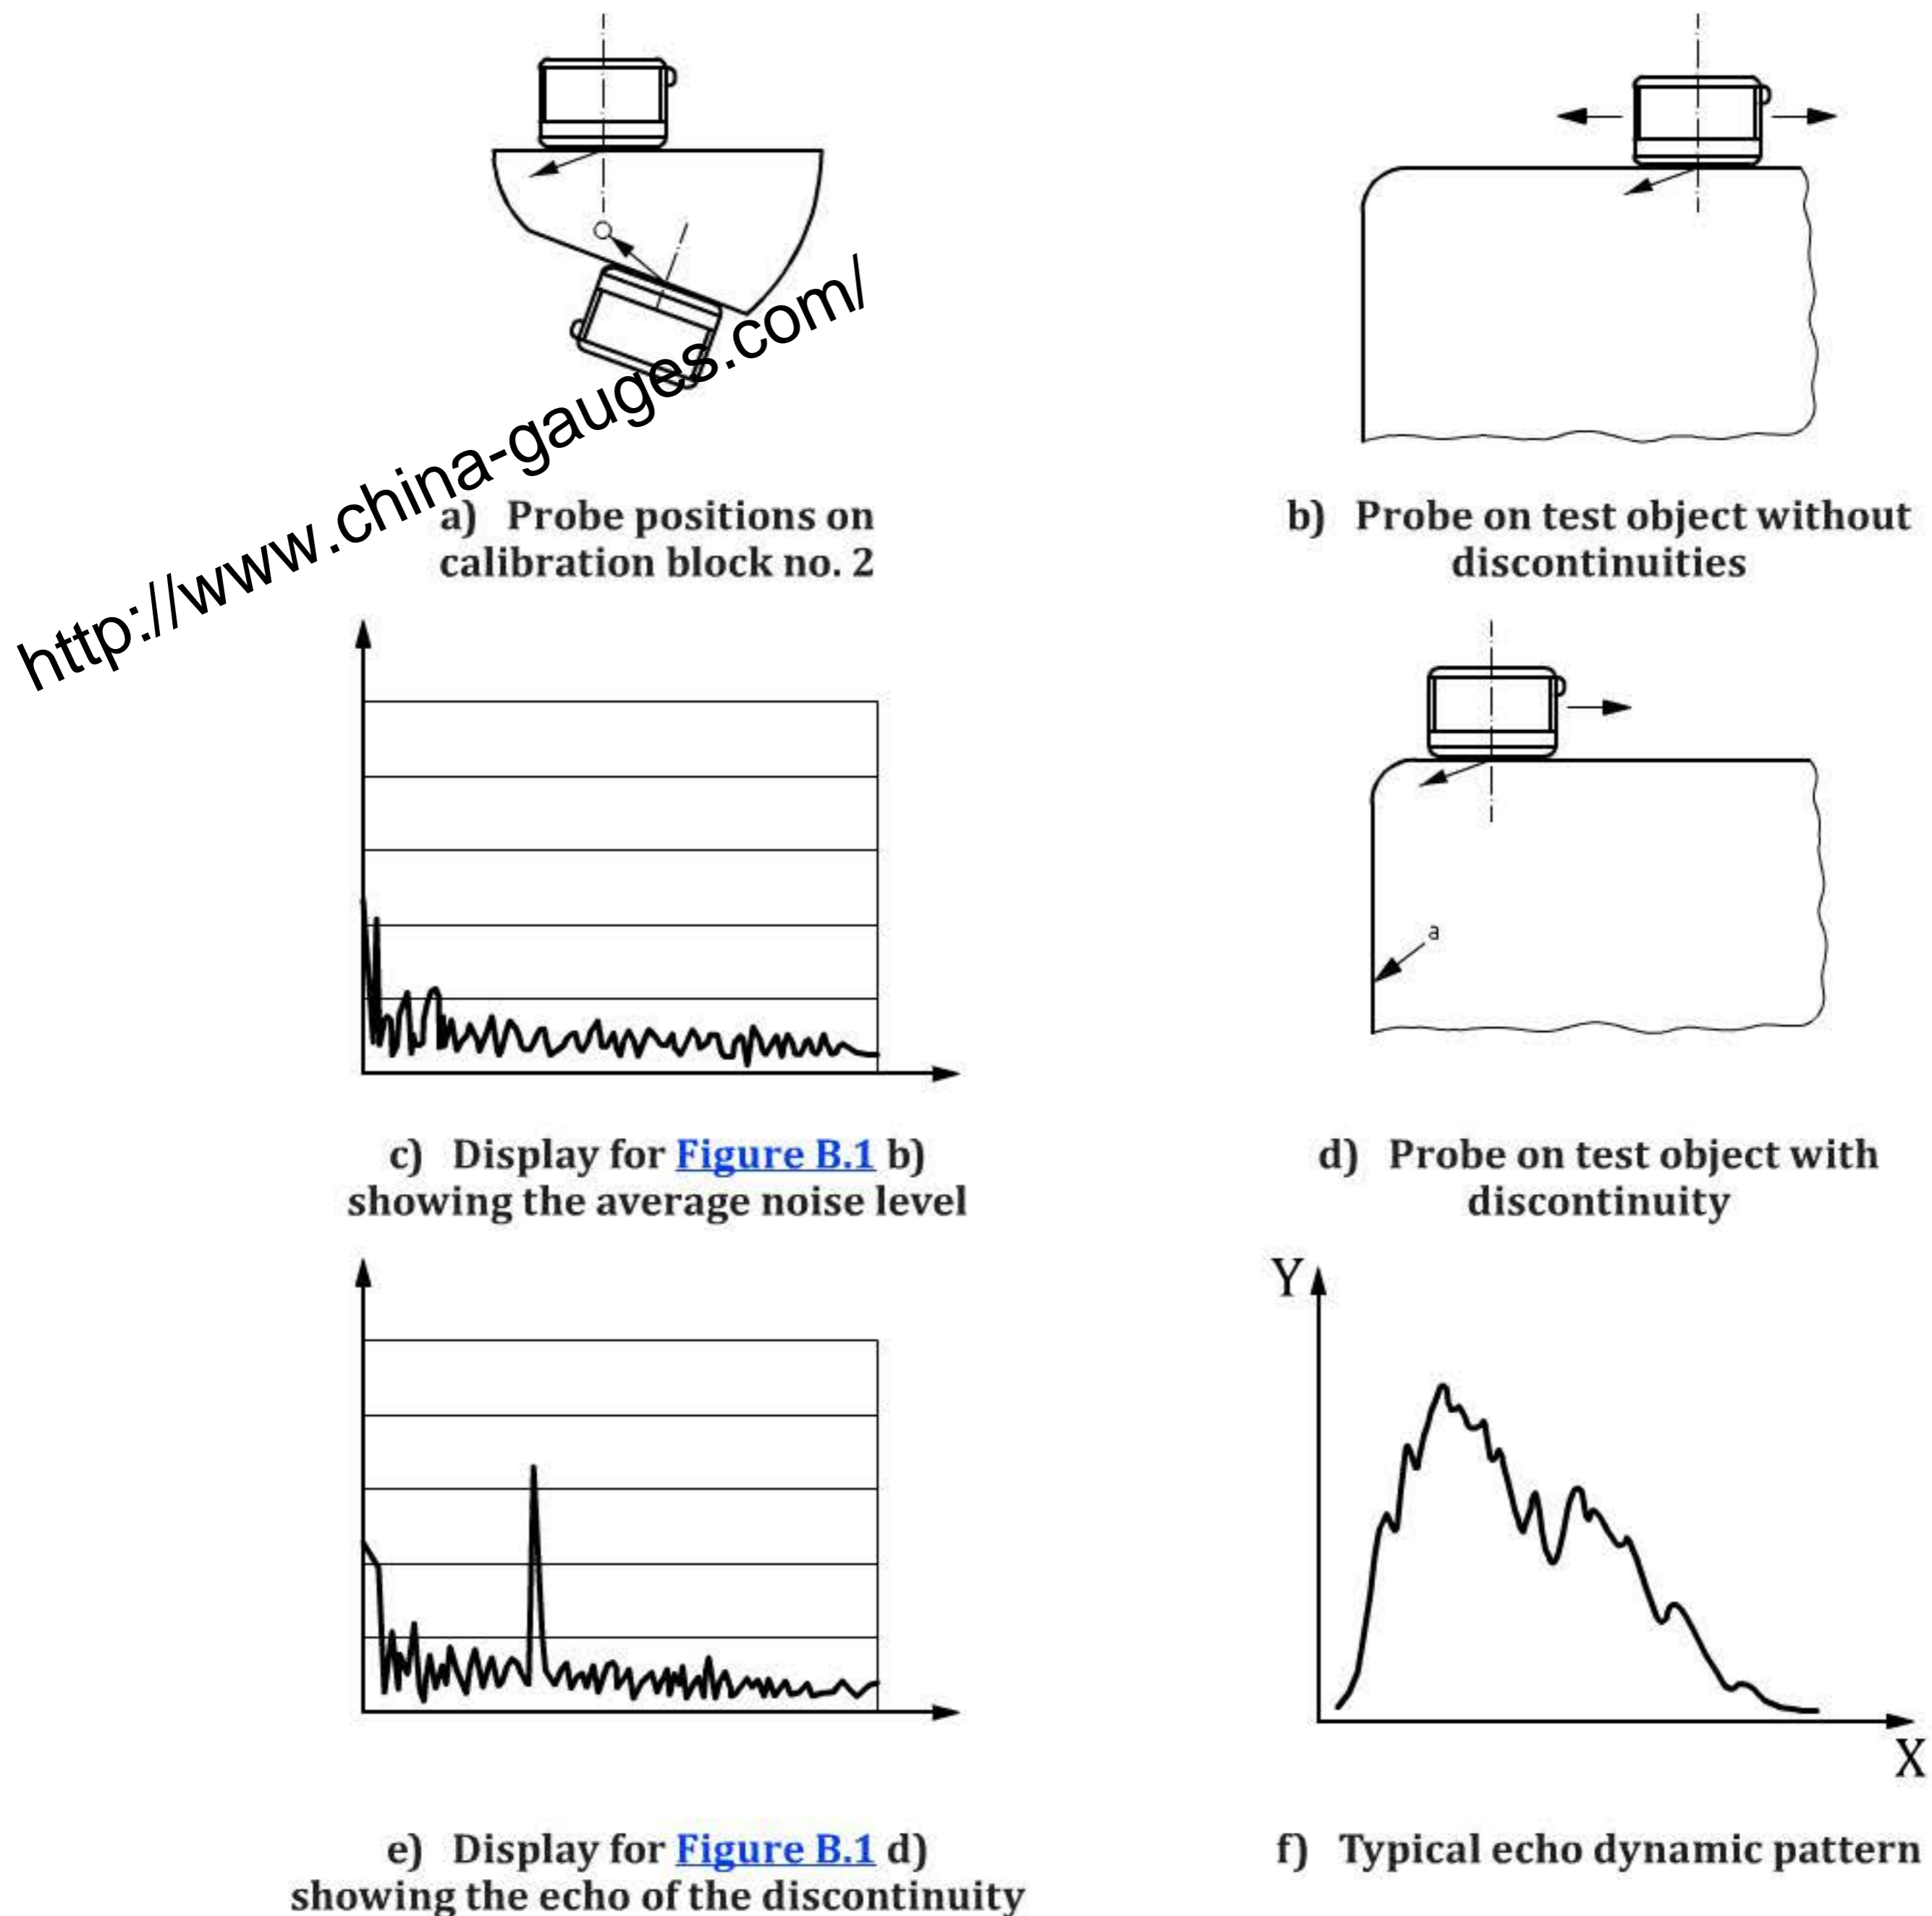 http://www.china-gauges.com/
a) Probe positions on
calibration block no. 2
b) Probe on test object without
discontinuities
c) Display for Figure B.1 b)
showing the average noise level
a
d) Probe on test object with
discontinuity
e) Display for Figure B.1 d)
showing the echo of the discontinuity
Y
X
f) Typical echo dynamic pattern